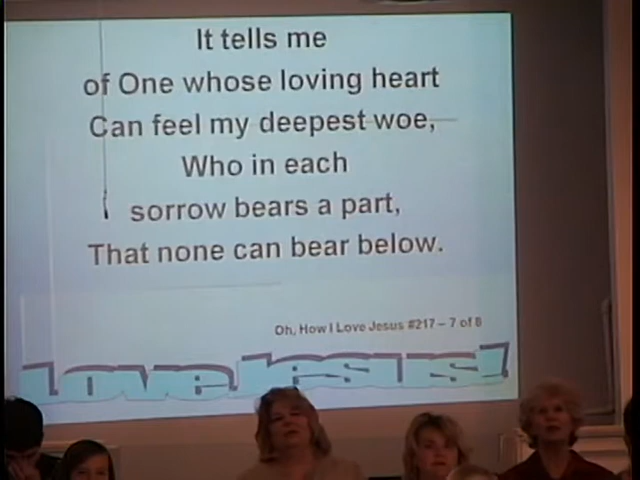 It tells me
of One whose loving heart
Can feel my deepest woe,
Who in each
sorrow bears a part,
That none can bear below.
Oh, How I Love Jesus #217 – 7 of 8
Love Jesus!